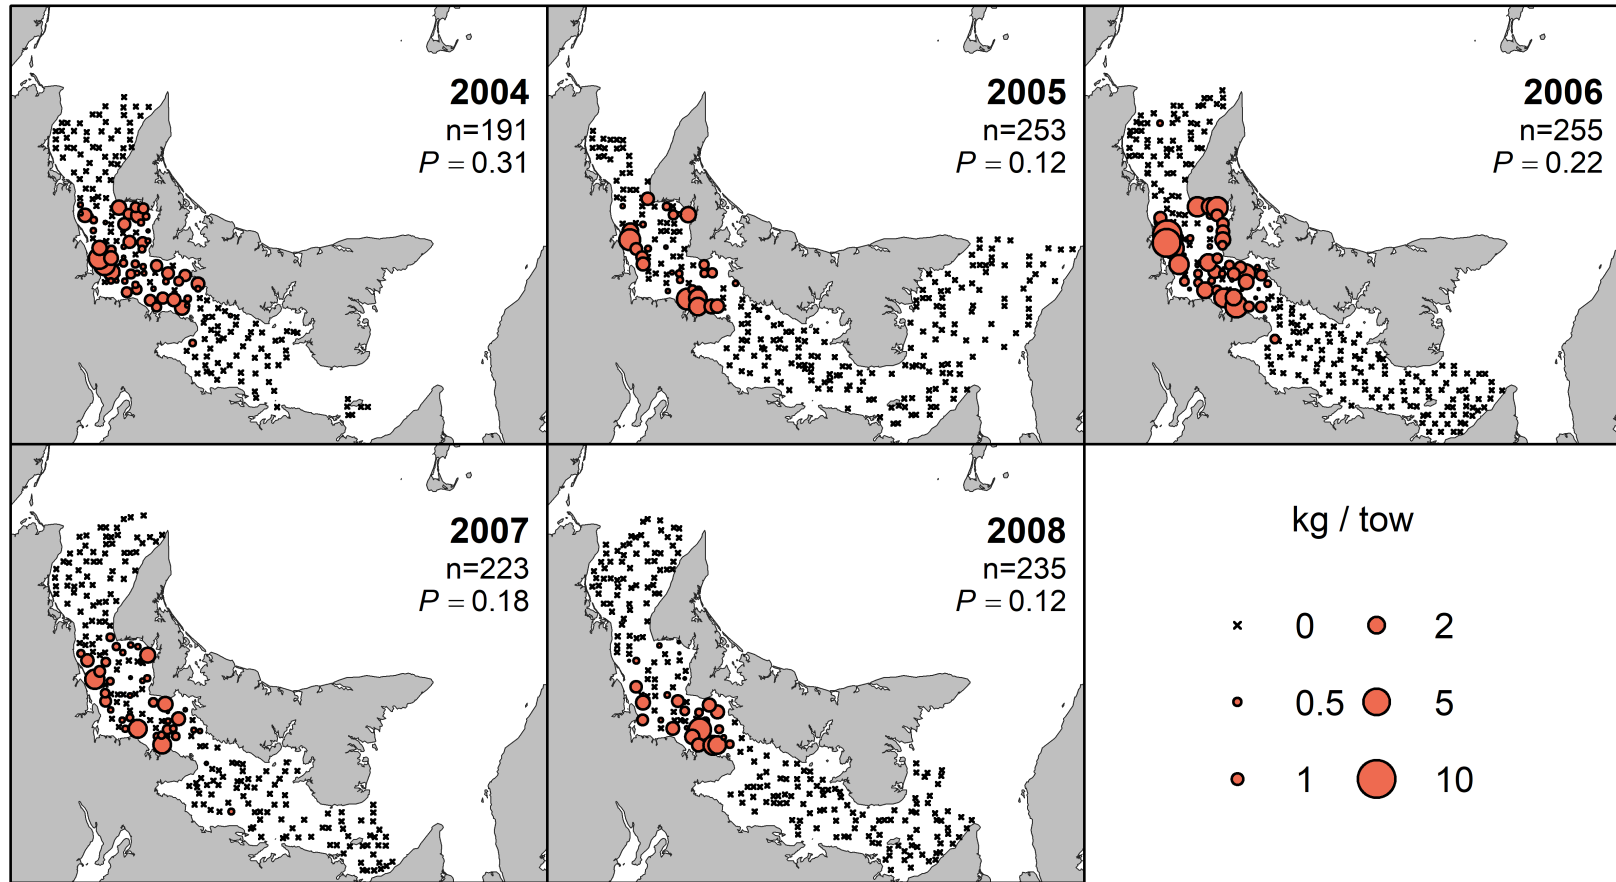 2004
n=191
P = 0.31
2005
n=253
P = 0.12
2006
n=255
P = 0.22
2007
n=223
P = 0.18
2008
n=235
P = 0.12
kg / tow
0 2
0.5 5
1 10